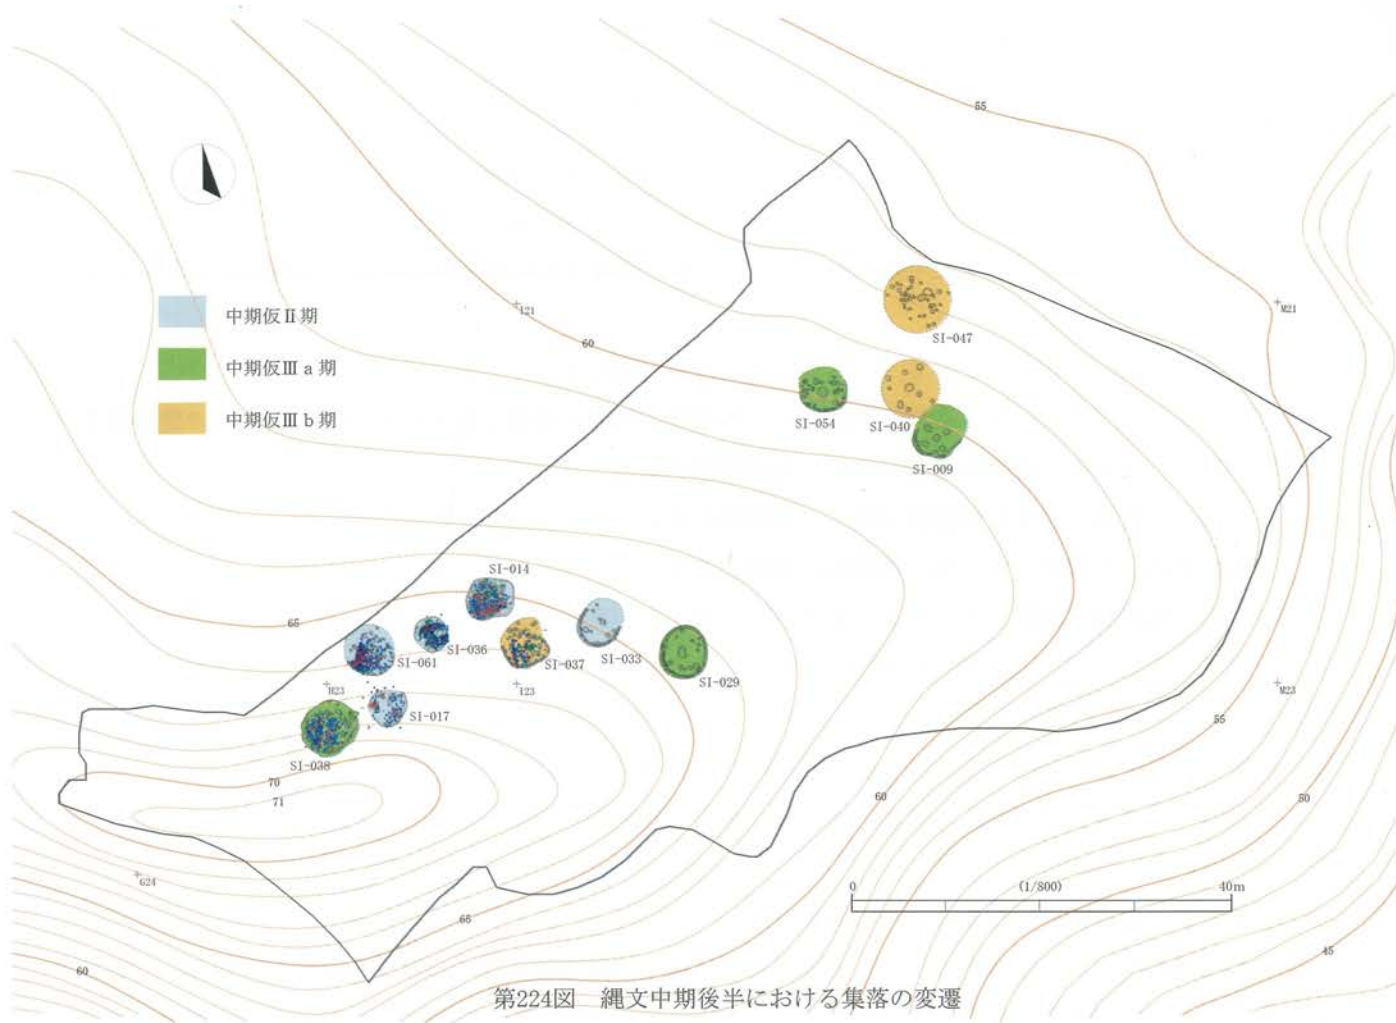 55
中期仮Ⅱ期
I21
M21
SI-047
60
中期仮Ⅲa期
中期仮Ⅲb期
SI-054
SI-040
SI-009
SI-014
65
SI-036
SI-061
SI-037
SI-033
SI-029
H23
I23
M23
SI-017
55
SI-038
70
71
60
50
G24
0 (1/800) 40m
65
45
60
第224図 縄文中期後半における集落の変遷